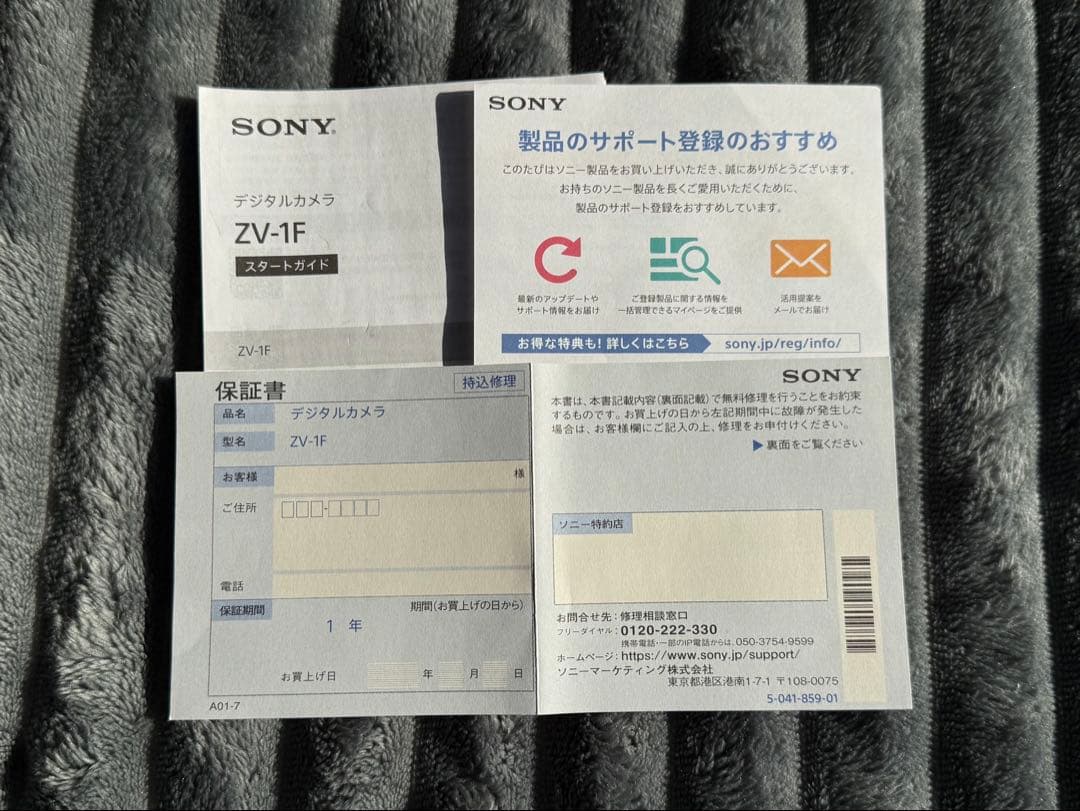 SONY®
デジタルカメラ
ZV-1F
スタートガイド
ZV-1F
SONY
製品のサポート登録のおすすめ
このたびはソニー製品をお買い上げいただき、誠にありがとうございます。
お持ちのソニー製品を長くご愛用いただくために、
製品のサポート登録をおすすめしています。
最新のアップデートや
サポート情報をお届け
ご登録製品に関する情報を
一括管理できるマイページをご提供
活用提案を
メールでお届け
お得な特典も!詳しくはこちら
sony.jp/reg/info/
保証書
持込修理
品名 デジタルカメラ
型名 ZV-1F
お客様 様
ご住所
電話
保証期間 期間(お買上げの日から)
1 年
お買上げ日 年 月 日
A01-7
SONY
本書は、本書記載内容(裏面記載)で無料修理を行うことをお約束
するものです。お買上げの日から左記期間中に故障が発生した
場合は、お客様欄にご記入の上、修理をお申付けください。
▶裏面をご覧ください
ソニー特約店
お問合せ先:修理相談窓口
フリーダイヤル:0120-222-330
携帯電話・一部のIP電話からは、050-3754-9599
ホームページ:https://www.sony.jp/support/
ソニーマーケティング株式会社
東京都港区港南1-7-1 〒108-0075
5-041-859-01